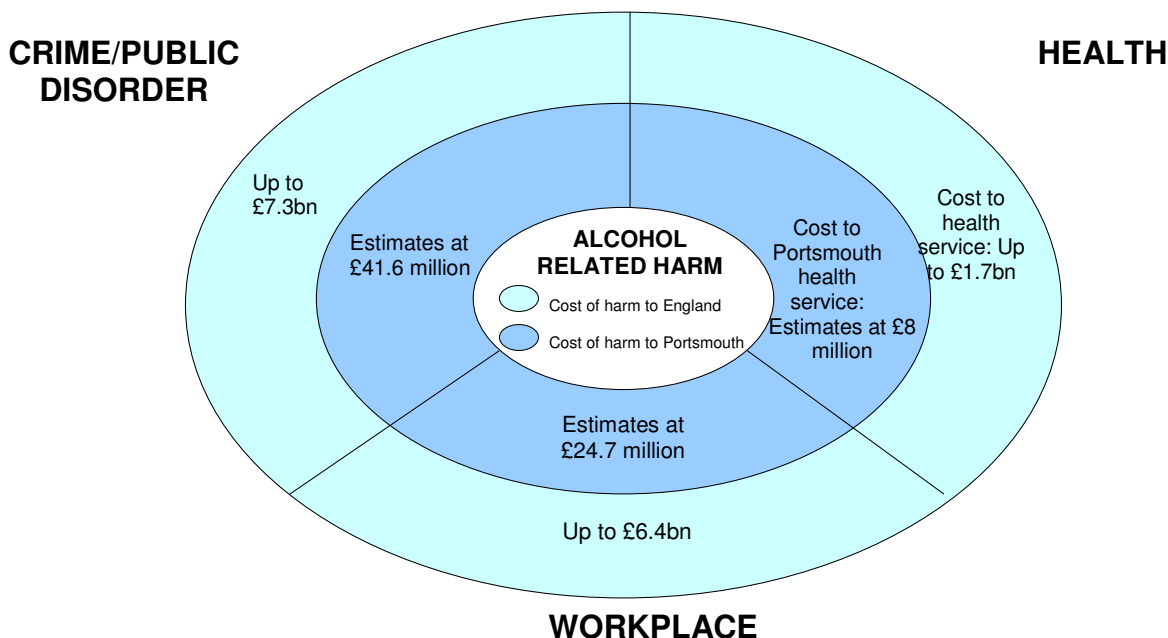 CRIME/PUBLIC
DISORDER
HEALTH
Up to
£7.3bn
Estimates at
£41.6 million
ALCOHOL
RELATED HARM
Cost of harm to England
Cost of harm to Portsmouth
Cost to
Portsmouth
health
service:
Estimates at £8
million
Cost to
health
service: Up
to £1.7bn
Estimates at
£24.7 million
Up to £6.4bn
WORKPLACE